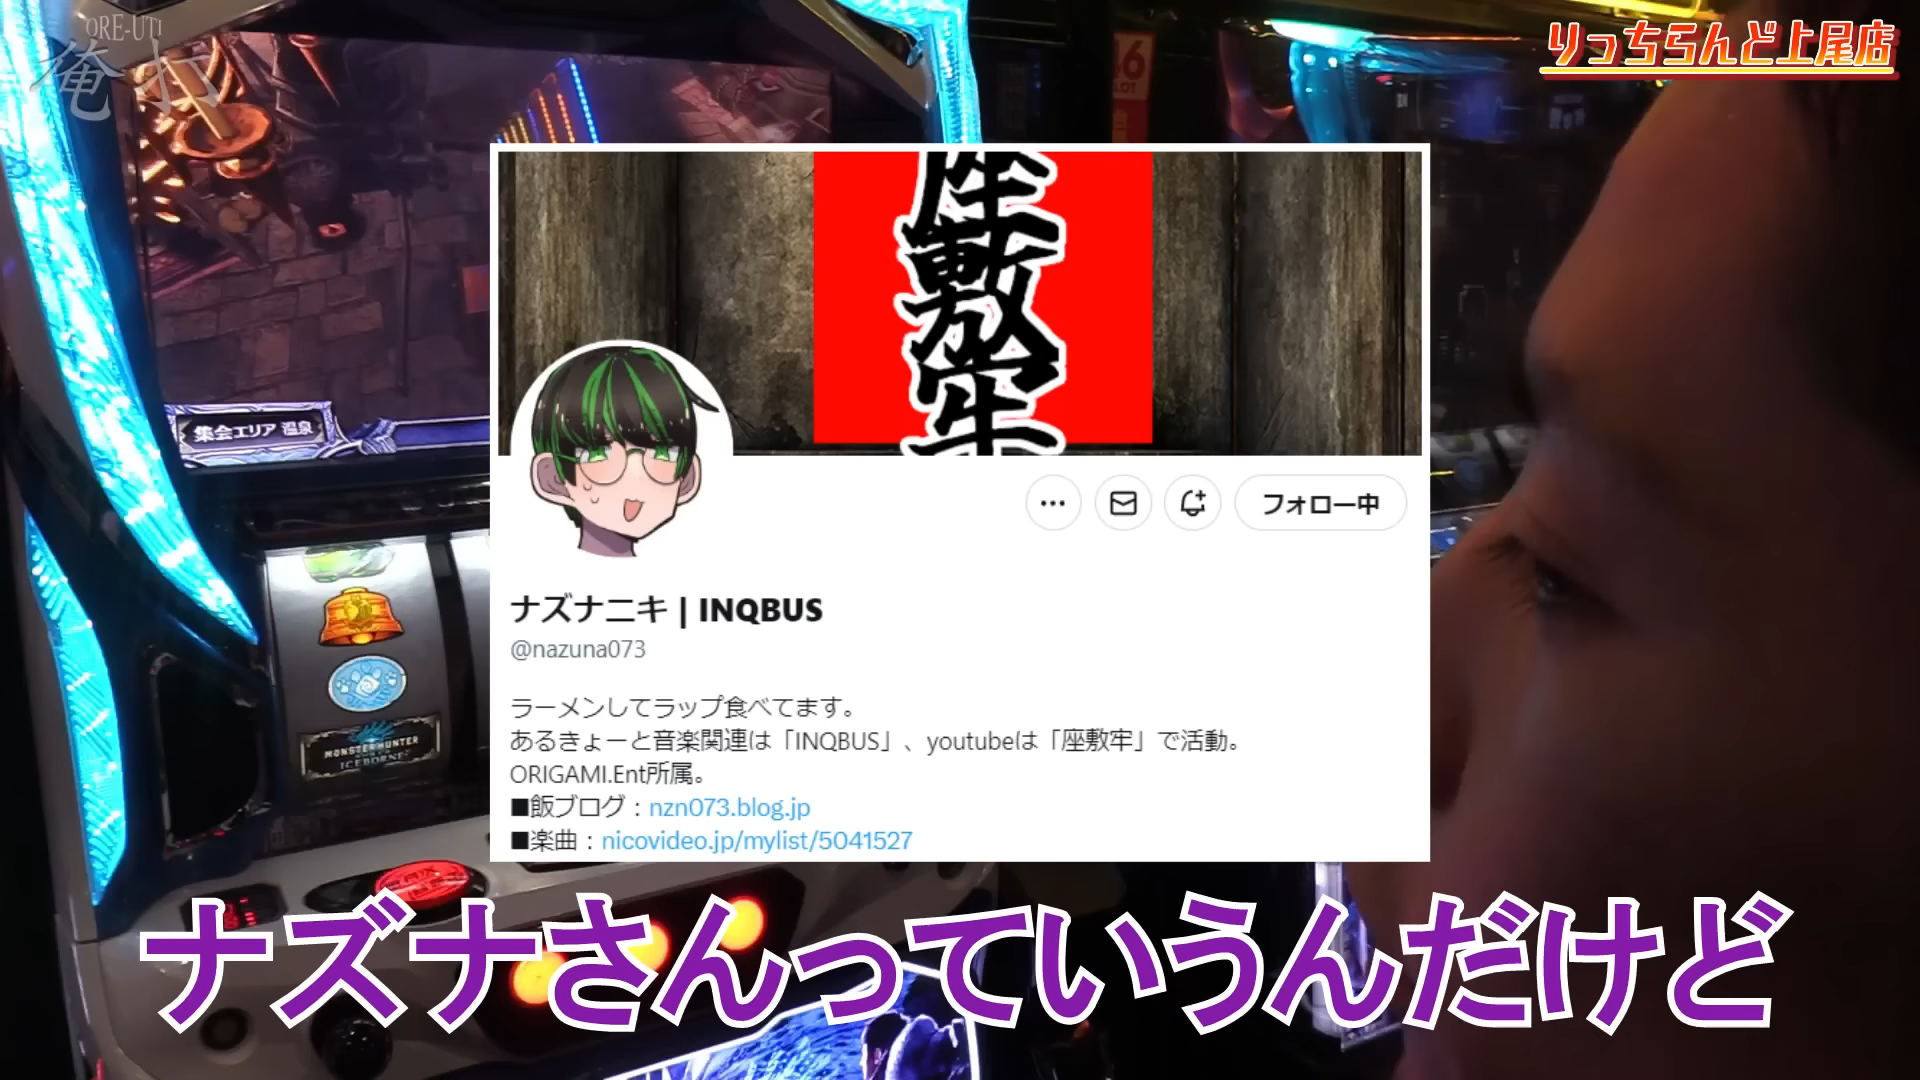 ORE-UTI
俺打
りっちらんど上尾店
46
SLOT
座敷牢
集会エリア 温泉
フォロー中
ナズナニキ | INQBUS
@nazuna073
ラーメンしてラップ食べてます。
あるきょーと音楽関連は「INQBUS」、youtubeは「座敷牢」で活動。
ORIGAMI.Ent所属。
■飯ブログ：nzn073.blog.jp
■楽曲：nicovideo.jp/mylist/5041527
MONSTER HUNTER
ICEBORNE
MAX BET
ナズナさんっていうんだけど